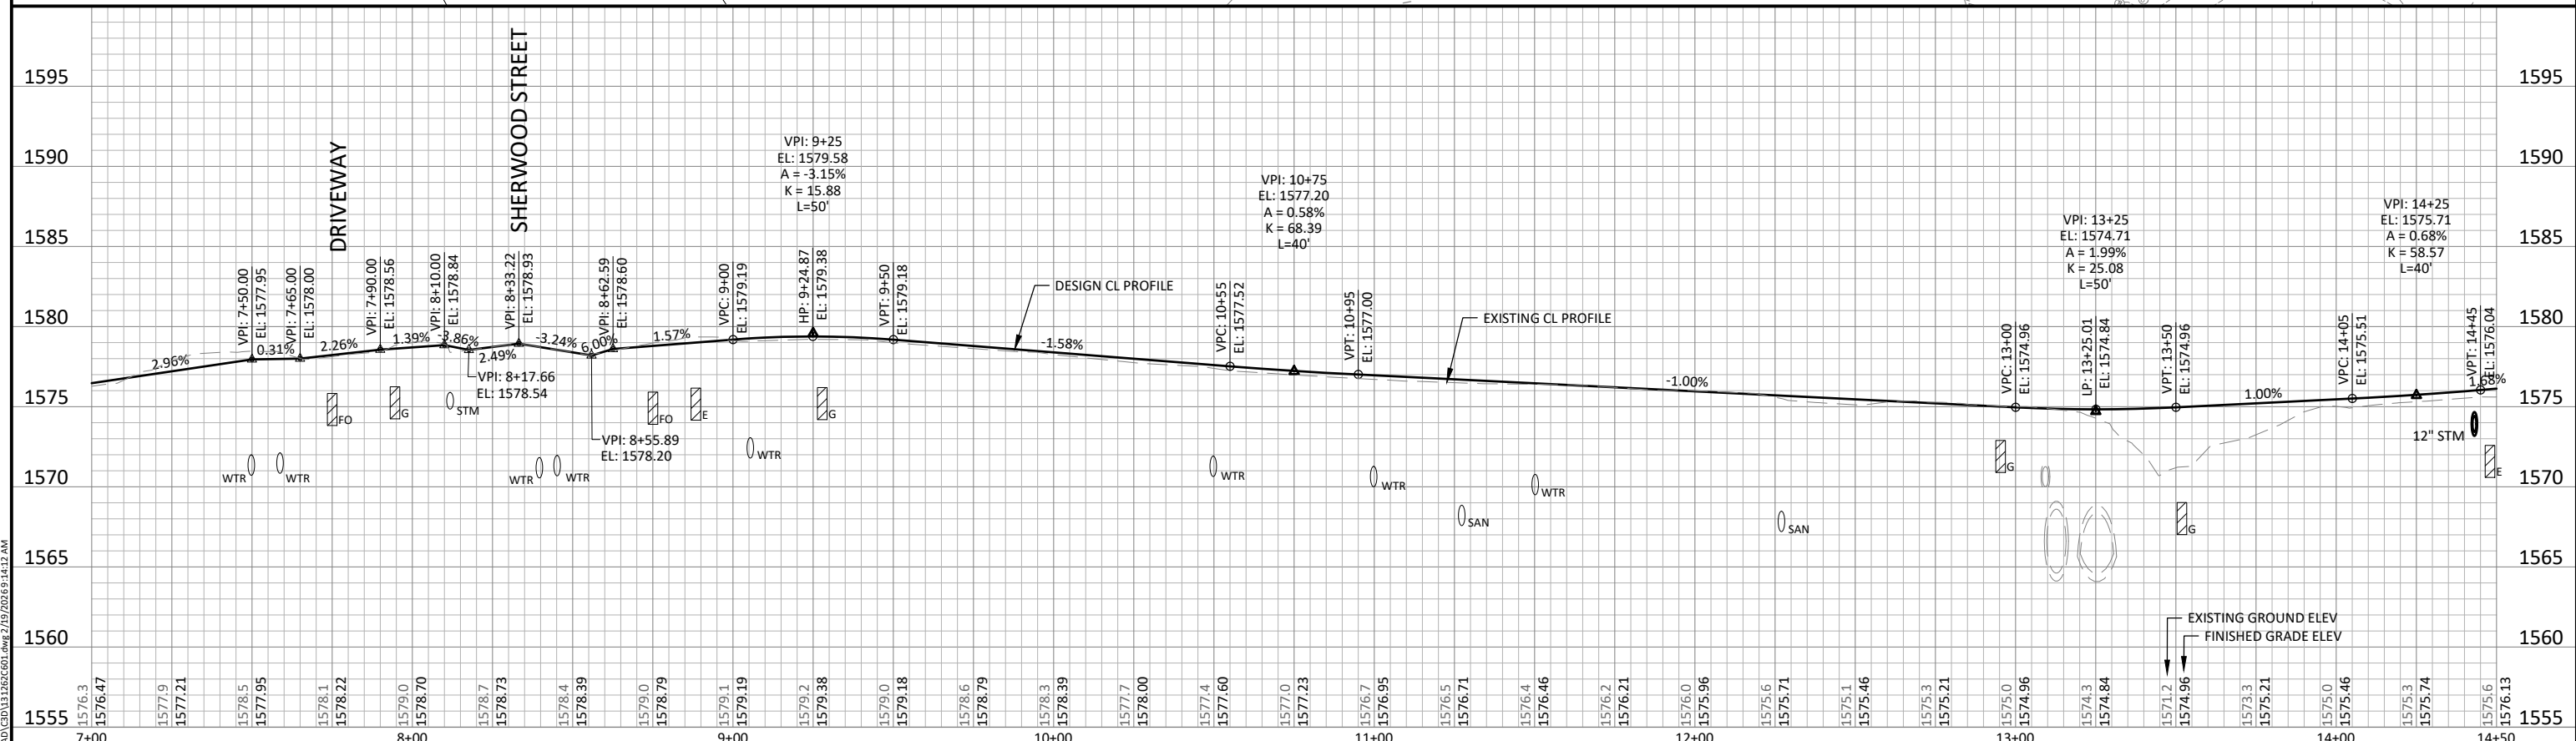 1595
1590
1585
1580
1575
1570
1565
1560
1555
1595
1590
1585
1580
1575
1570
1565
1560
1555
DRIVEWAY
SHERWOOD STREET
VPI: 7+50.00
EL: 1577.95
VPI: 7+65.00
EL: 1578.00
VPI: 7+90.00
EL: 1578.56
VPI: 8+10.00
EL: 1578.84
VPI: 8+17.66
EL: 1578.54
VPI: 8+33.22
EL: 1578.93
VPI: 8+55.89
EL: 1578.20
VPI: 8+62.59
EL: 1578.60
VPC: 9+00
EL: 1579.19
VPI: 9+25
EL: 1579.58
A = -3.15%
K = 15.88
L=50'
HP: 9+24.87
EL: 1579.38
VPT: 9+50
EL: 1579.18
DESIGN CL PROFILE
VPI: 10+75
EL: 1577.20
A = 0.58%
K = 68.39
L=40'
VPC: 10+55
EL: 1577.52
VPT: 10+95
EL: 1577.00
EXISTING CL PROFILE
VPI: 13+25
EL: 1574.71
A = 1.99%
K = 25.08
L=50'
VPC: 13+00
EL: 1574.96
LP: 13+25.01
EL: 1574.84
VPT: 13+50
EL: 1574.96
VPI: 14+25
EL: 1575.71
A = 0.68%
K = 58.57
L=40'
VPC: 14+05
EL: 1575.51
VPT: 14+45
EL: 1576.04
2.96%
0.31%
2.26%
1.39%
-3.86%
2.49%
-3.24%
6.00%
1.57%
-1.58%
-1.00%
1.00%
1.68%
WTR
WTR
FO
G
STM
WTR
WTR
FO
E
WTR
G
WTR
WTR
SAN
WTR
SAN
G
G
12" STM
E
EXISTING GROUND ELEV
FINISHED GRADE ELEV
1576.3
1576.47
1577.9
1577.21
1578.5
1577.95
1578.1
1578.22
1579.0
1578.70
1578.7
1578.73
1578.4
1578.39
1579.0
1578.79
1579.1
1579.19
1579.2
1579.38
1579.0
1579.18
1578.6
1578.79
1578.3
1578.39
1577.7
1578.00
1577.4
1577.60
1577.0
1577.23
1576.7
1576.95
1576.5
1576.71
1576.4
1576.46
1576.2
1576.21
1576.0
1575.96
1575.6
1575.71
1575.1
1575.46
1575.3
1575.21
1575.0
1574.96
1574.3
1574.84
1571.2
1574.96
1573.3
1575.21
1575.0
1575.46
1575.3
1575.74
1575.6
1576.13
7+00
8+00
9+00
10+00
11+00
12+00
13+00
14+00
14+50
2/19/2026 9:14:12 AM